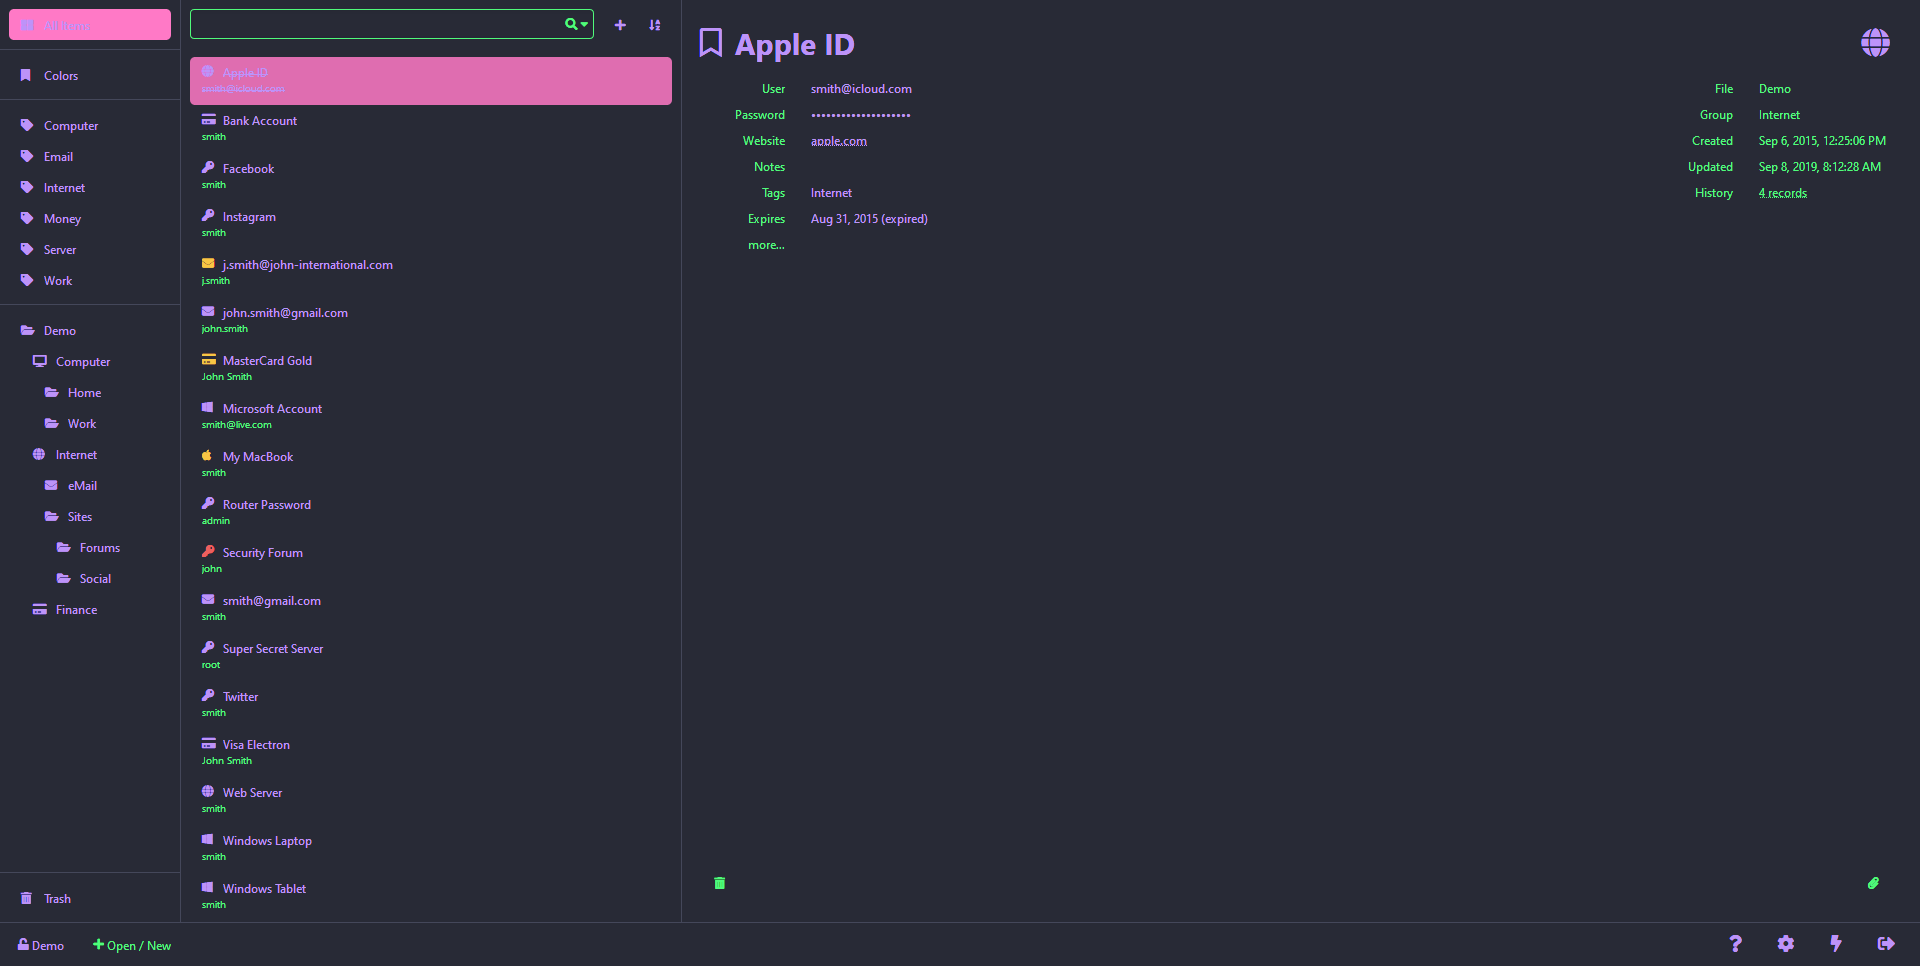 All Items
Colors
Computer
Email
Internet
Money
Server
Work
Demo
Computer
Home
Work
Internet
eMail
Sites
Forums
Social
Finance
Trash
Apple ID
smith@icloud.com
Bank Account
smith
Facebook
smith
Instagram
smith
j.smith@john-international.com
j.smith
john.smith@gmail.com
john.smith
MasterCard Gold
John Smith
Microsoft Account
smith@live.com
My MacBook
smith
Router Password
admin
Security Forum
john
smith@gmail.com
smith
Super Secret Server
root
Twitter
smith
Visa Electron
John Smith
Web Server
smith
Windows Laptop
smith
Windows Tablet
smith
Apple ID
User smith@icloud.com
Password ••••••••••••••••••••
Website apple.com
Notes
Tags Internet
Expires Aug 31, 2015 (expired)
more...
File Demo
Group Internet
Created Sep 6, 2015, 12:25:06 PM
Updated Sep 8, 2019, 8:12:28 AM
History 4 records
Demo
Open / New